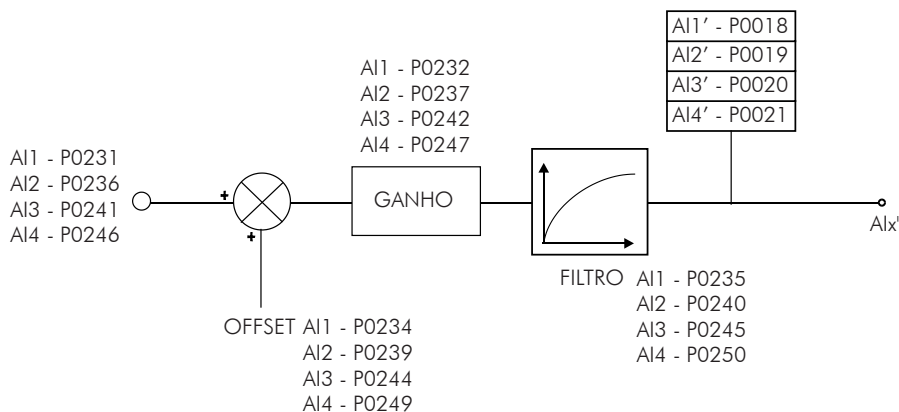 AI1' - P0018
AI2' - P0019
AI3' - P0020
AI4' - P0021
AI1 - P0232
AI2 - P0237
AI3 - P0242
AI4 - P0247
AI1 - P0231
AI2 - P0236
AI3 - P0241
AI4 - P0246
+
+
GANHO
AIx'
FILTRO
AI1 - P0235
AI2 - P0240
AI3 - P0245
AI4 - P0250
OFFSET
AI1 - P0234
AI2 - P0239
AI3 - P0244
AI4 - P0249